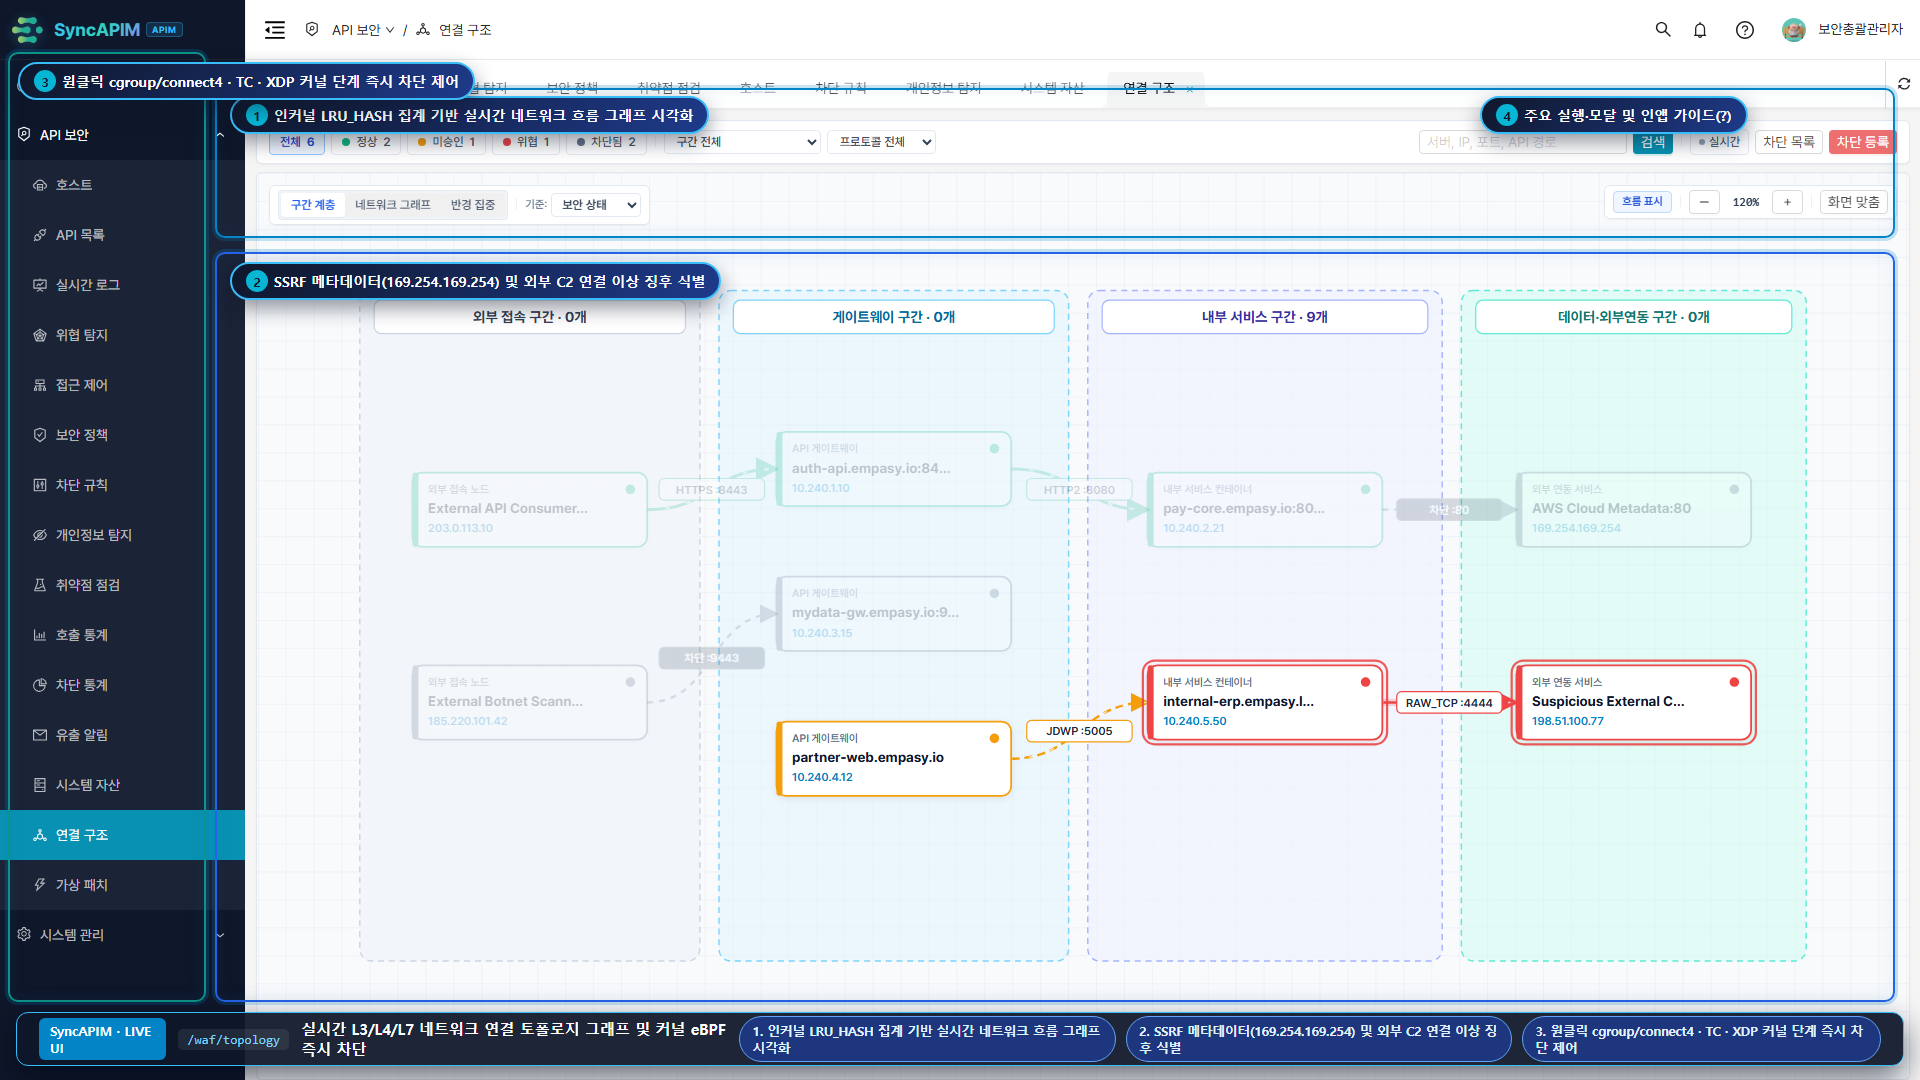 SyncAPIM APIM
API 보안 / 연결 구조
보안총괄관리자
3 원클릭 cgroup/connect4 · TC · XDP 커널 단계 즉시 차단 제어
탐지 보안 정책 취약점 점검 호스트 차단 규칙 개인정보 탐지 시스템 자산 연결 구조 ×
1 인커널 LRU_HASH 집계 기반 실시간 네트워크 흐름 그래프 시각화
4 주요 실행·모달 및 인앱 가이드(?)
전체 6 정상 2 미승인 1 위협 1 차단됨 2 구간 전체 프로토콜 전체
서버, IP, 포트, API 경로 검색 실시간 차단 목록 차단 등록
구간 계층 네트워크 그래프 반경 집중 기준: 보안 상태
흐름 표시 − 120% + 화면 맞춤
2 SSRF 메타데이터(169.254.169.254) 및 외부 C2 연결 이상 징후 식별
API 보안
호스트
API 목록
실시간 로그
위협 탐지
접근 제어
보안 정책
차단 규칙
개인정보 탐지
취약점 점검
호출 통계
차단 통계
유출 알림
시스템 자산
연결 구조
가상 패치
시스템 관리
외부 접속 구간 · 0개
게이트웨이 구간 · 0개
내부 서비스 구간 · 9개
데이터·외부연동 구간 · 0개
외부 접속 노드
External API Consumer...
203.0.113.10
HTTPS :8443
API 게이트웨이
auth-api.empasy.io:84...
10.240.1.10
HTTP2 :8080
내부 서비스 컨테이너
pay-core.empasy.io:80...
10.240.2.21
차단 :80
외부 연동 서비스
AWS Cloud Metadata:80
169.254.169.254
API 게이트웨이
mydata-gw.empasy.io:9...
10.240.3.15
차단 :9443
외부 접속 노드
External Botnet Scann...
185.220.101.42
API 게이트웨이
partner-web.empasy.io
10.240.4.12
JDWP :5005
내부 서비스 컨테이너
internal-erp.empasy.l...
10.240.5.50
RAW_TCP :4444
외부 연동 서비스
Suspicious External C...
198.51.100.77
SyncAPIM · LIVE
UI
/waf/topology
실시간 L3/L4/L7 네트워크 연결 토폴로지 그래프 및 커널 eBPF
즉시 차단
1. 인커널 LRU_HASH 집계 기반 실시간 네트워크 흐름 그래프
시각화
2. SSRF 메타데이터(169.254.169.254) 및 외부 C2 연결 이상 징
후 식별
3. 원클릭 cgroup/connect4 · TC · XDP 커널 단계 즉시 차
단 제어